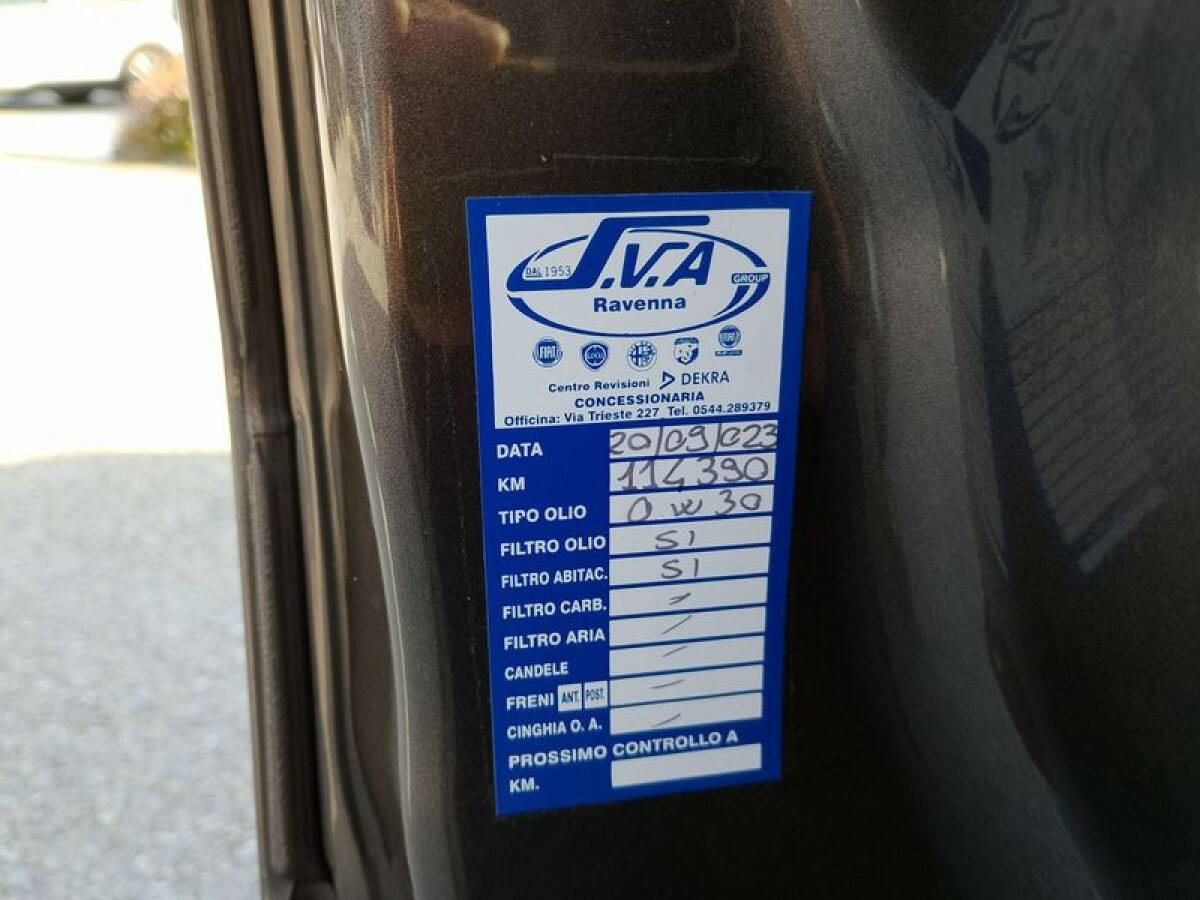 S.V.A
DAL 1953
GROUP
Ravenna
FIAT
Centro Revisioni DEKRA
CONCESSIONARIA
Officina: Via Trieste 227 Tel. 0544.289379
DATA 20/09/023
KM 114390
TIPO OLIO 0 w 30
FILTRO OLIO SI
FILTRO ABITAC. SI
FILTRO CARB. -
FILTRO ARIA /
CANDELE -
FRENI ANT. POST. -
CINGHIA O. A. -
PROSSIMO CONTROLLO A
KM.